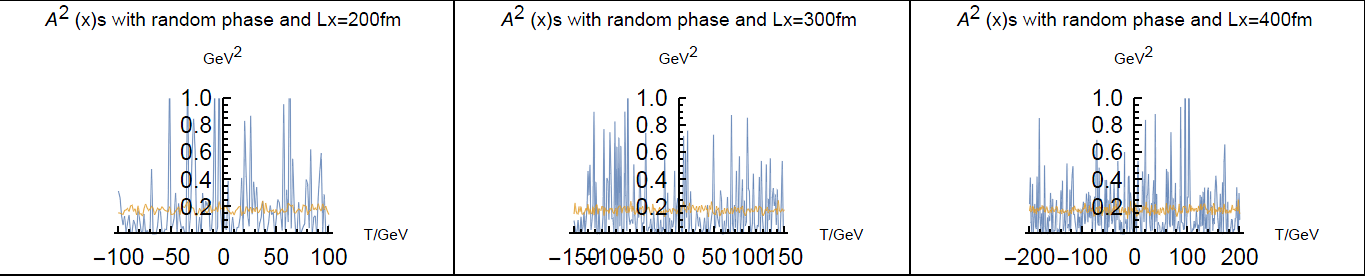 A² (x)s with random phase and Lx=200fm
GeV²
1.0
0.8
0.6
0.4
0.2
T/GeV
−100 −50 0 50 100
A² (x)s with random phase and Lx=300fm
GeV²
1.0
0.8
0.6
0.4
0.2
T/GeV
−150 −100 −50 0 50 100 150
A² (x)s with random phase and Lx=400fm
GeV²
1.0
0.8
0.6
0.4
0.2
T/GeV
−200 −100 0 100 200